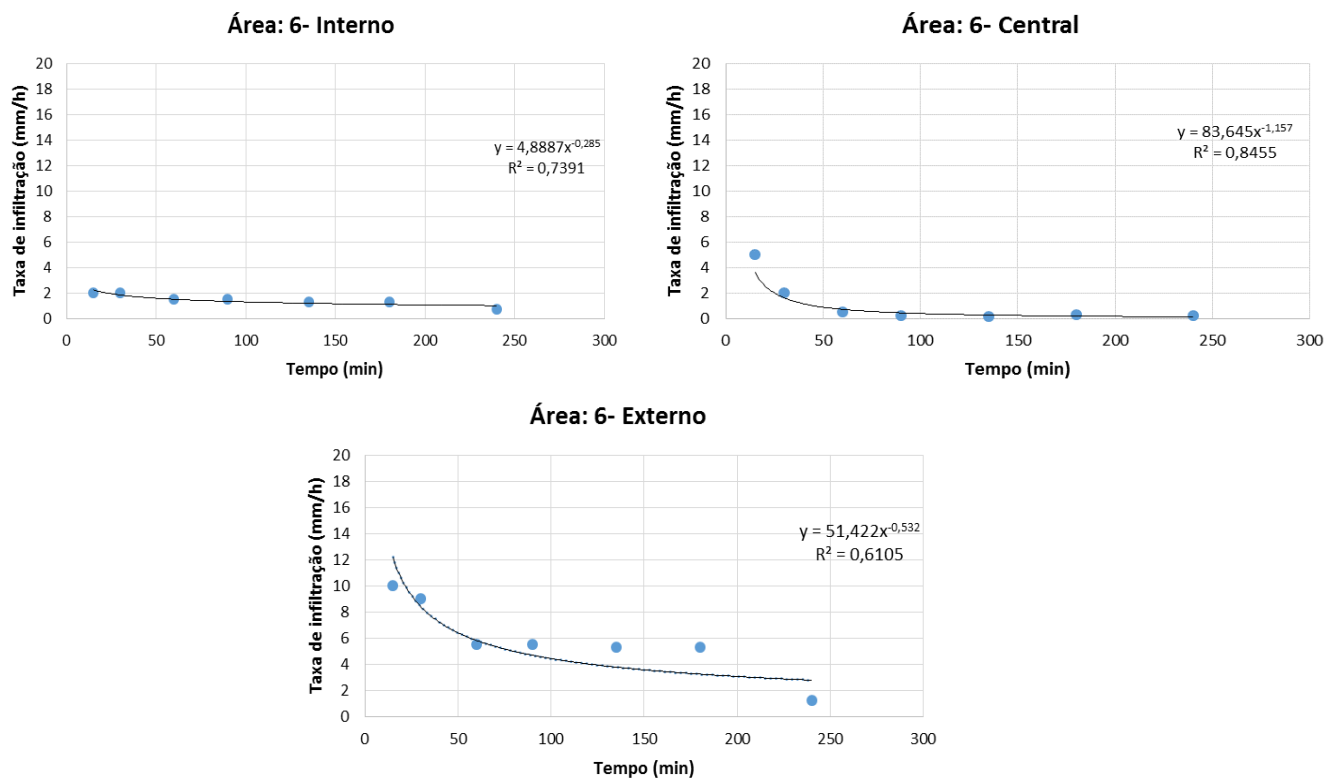 Área: 6- Interno
Taxa de infiltração (mm/h)
20
18
16
14
12
10
8
6
4
2
0
y = 4,8887x^-0,285
R² = 0,7391
0 50 100 150 200 250 300
Tempo (min)
Área: 6- Central
Taxa de infiltração (mm/h)
20
18
16
14
12
10
8
6
4
2
0
y = 83,645x^-1,157
R² = 0,8455
0 50 100 150 200 250 300
Tempo (min)
Área: 6- Externo
Taxa de infiltração (mm/h)
20
18
16
14
12
10
8
6
4
2
0
y = 51,422x^-0,532
R² = 0,6105
0 50 100 150 200 250 300
Tempo (min)